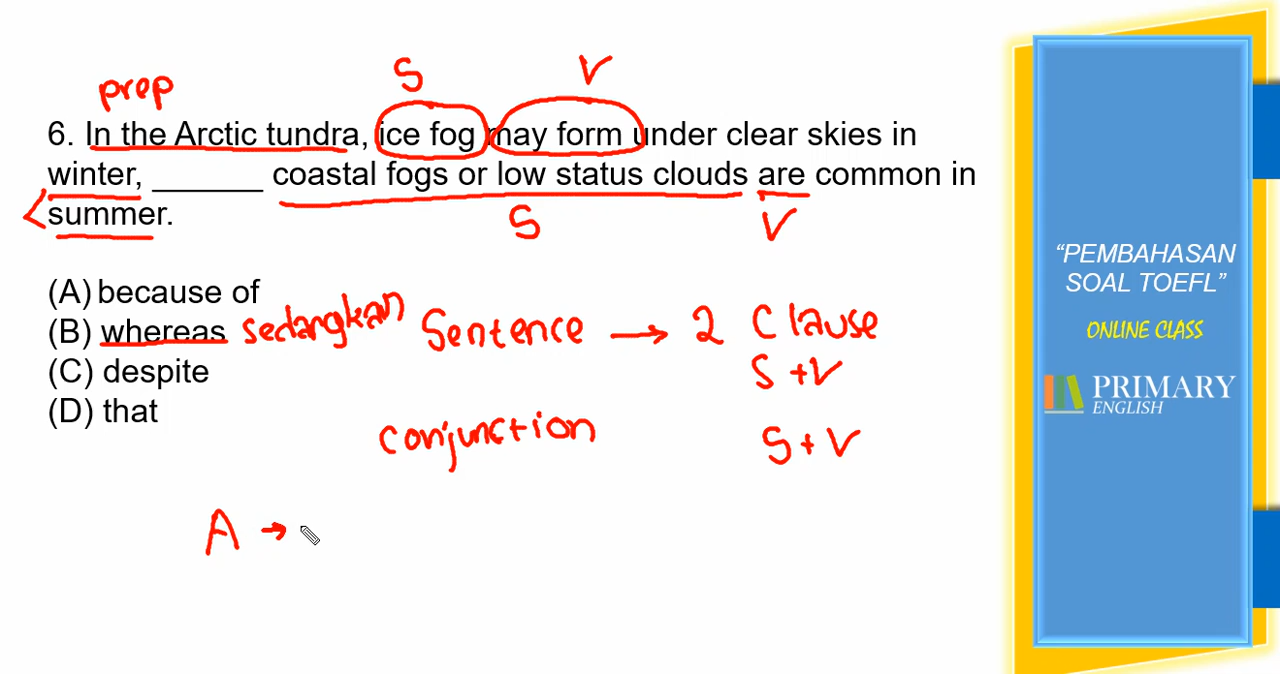 prep
S V
6. In the Arctic tundra, ice fog may form under clear skies in
winter, ______ coastal fogs or low status clouds are common in
summer.
S V
(A) because of
(B) whereas sedangkan Sentence → 2 Clause
(C) despite S + V
(D) that
conjunction S + V
A →
“PEMBAHASAN
SOAL TOEFL”
ONLINE CLASS
PRIMARY
ENGLISH